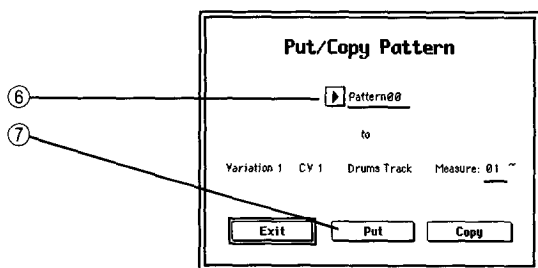 Put/Copy Pattern
⑥ Pattern00
to
⑦
Variation 1 CV 1 Drums Track Measure: 01 ~
Exit Put Copy